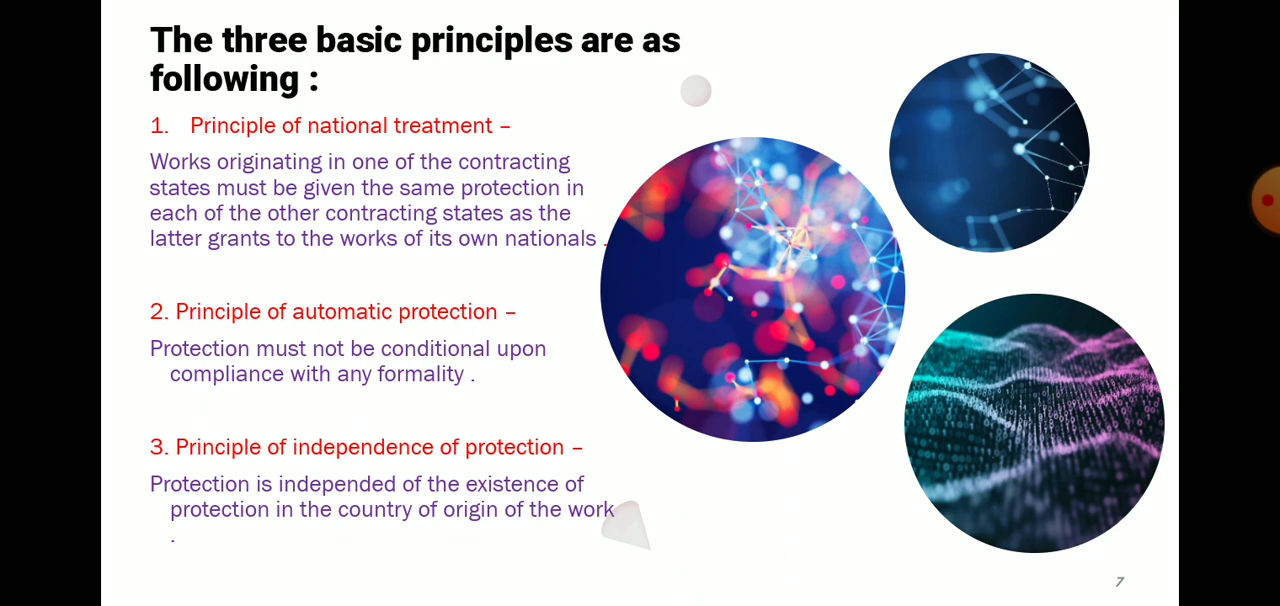 The three basic principles are as
following :
1. Principle of national treatment –
Works originating in one of the contracting
states must be given the same protection in
each of the other contracting states as the
latter grants to the works of its own nationals .
2. Principle of automatic protection –
Protection must not be conditional upon
compliance with any formality .
3. Principle of independence of protection –
Protection is independed of the existence of
protection in the country of origin of the work
.
7